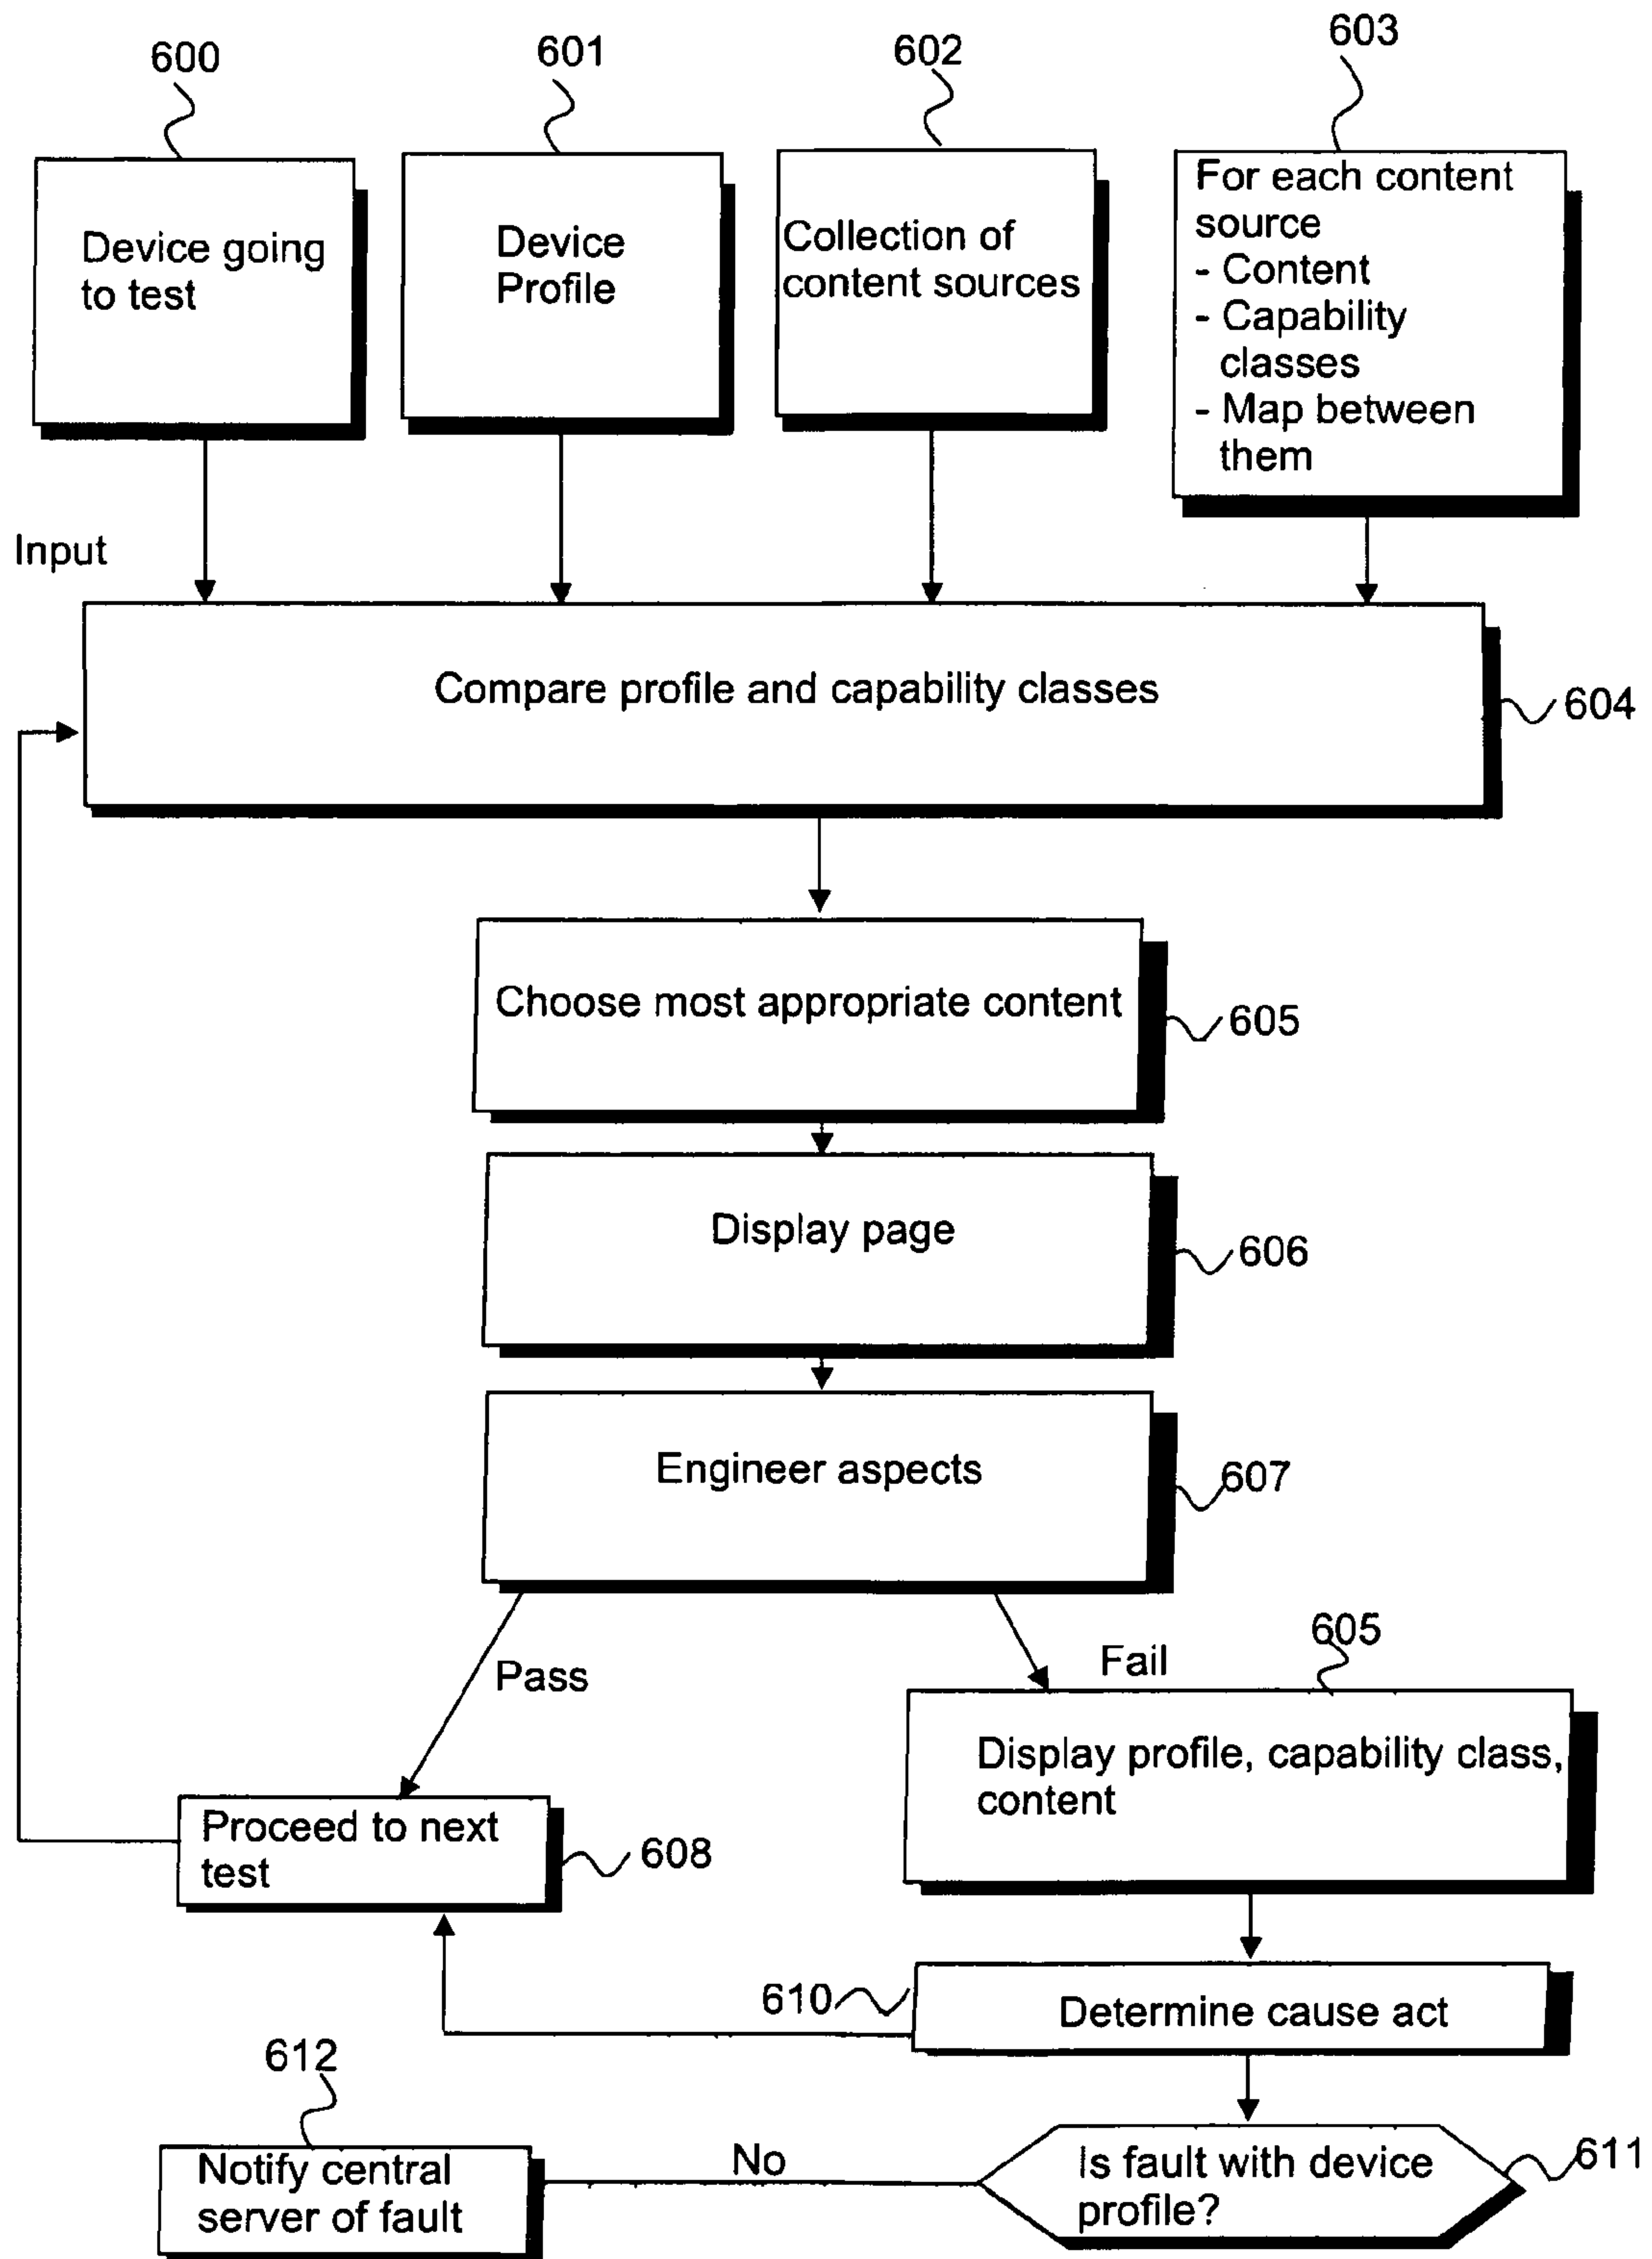 600
601
602
603
Device going
to test
Device
Profile
Collection of
content sources
For each content
source
- Content
- Capability
classes
- Map between
them
Input
Compare profile and capability classes
604
Choose most appropriate content
605
Display page
606
Engineer aspects
607
Pass
Fail
605
Display profile, capability class,
content
Proceed to next
test
608
610
Determine cause act
612
Notify central
server of fault
No
Is fault with device
profile?
611